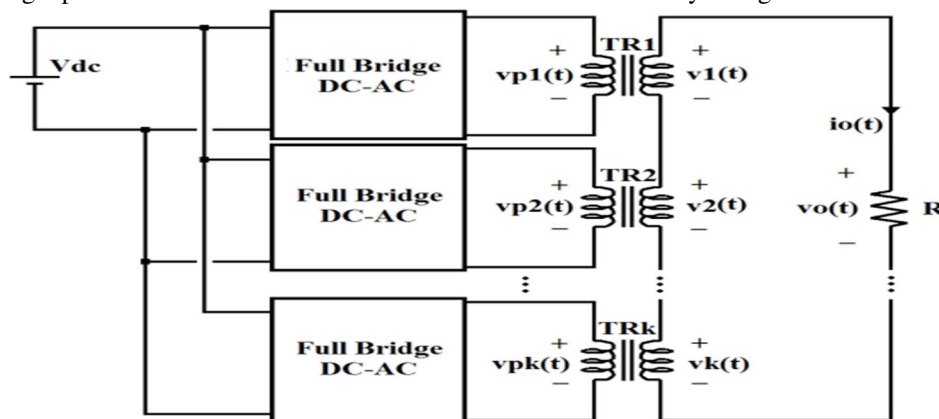 Vdc
Full Bridge
DC-AC
vp1(t)
+
−
TR1
+
v1(t)
−
io(t)
Full Bridge
DC-AC
+
vp2(t)
−
TR2
+
v2(t)
−
+
vo(t)
−
R
Full Bridge
DC-AC
+
vpk(t)
−
TRk
+
vk(t)
−